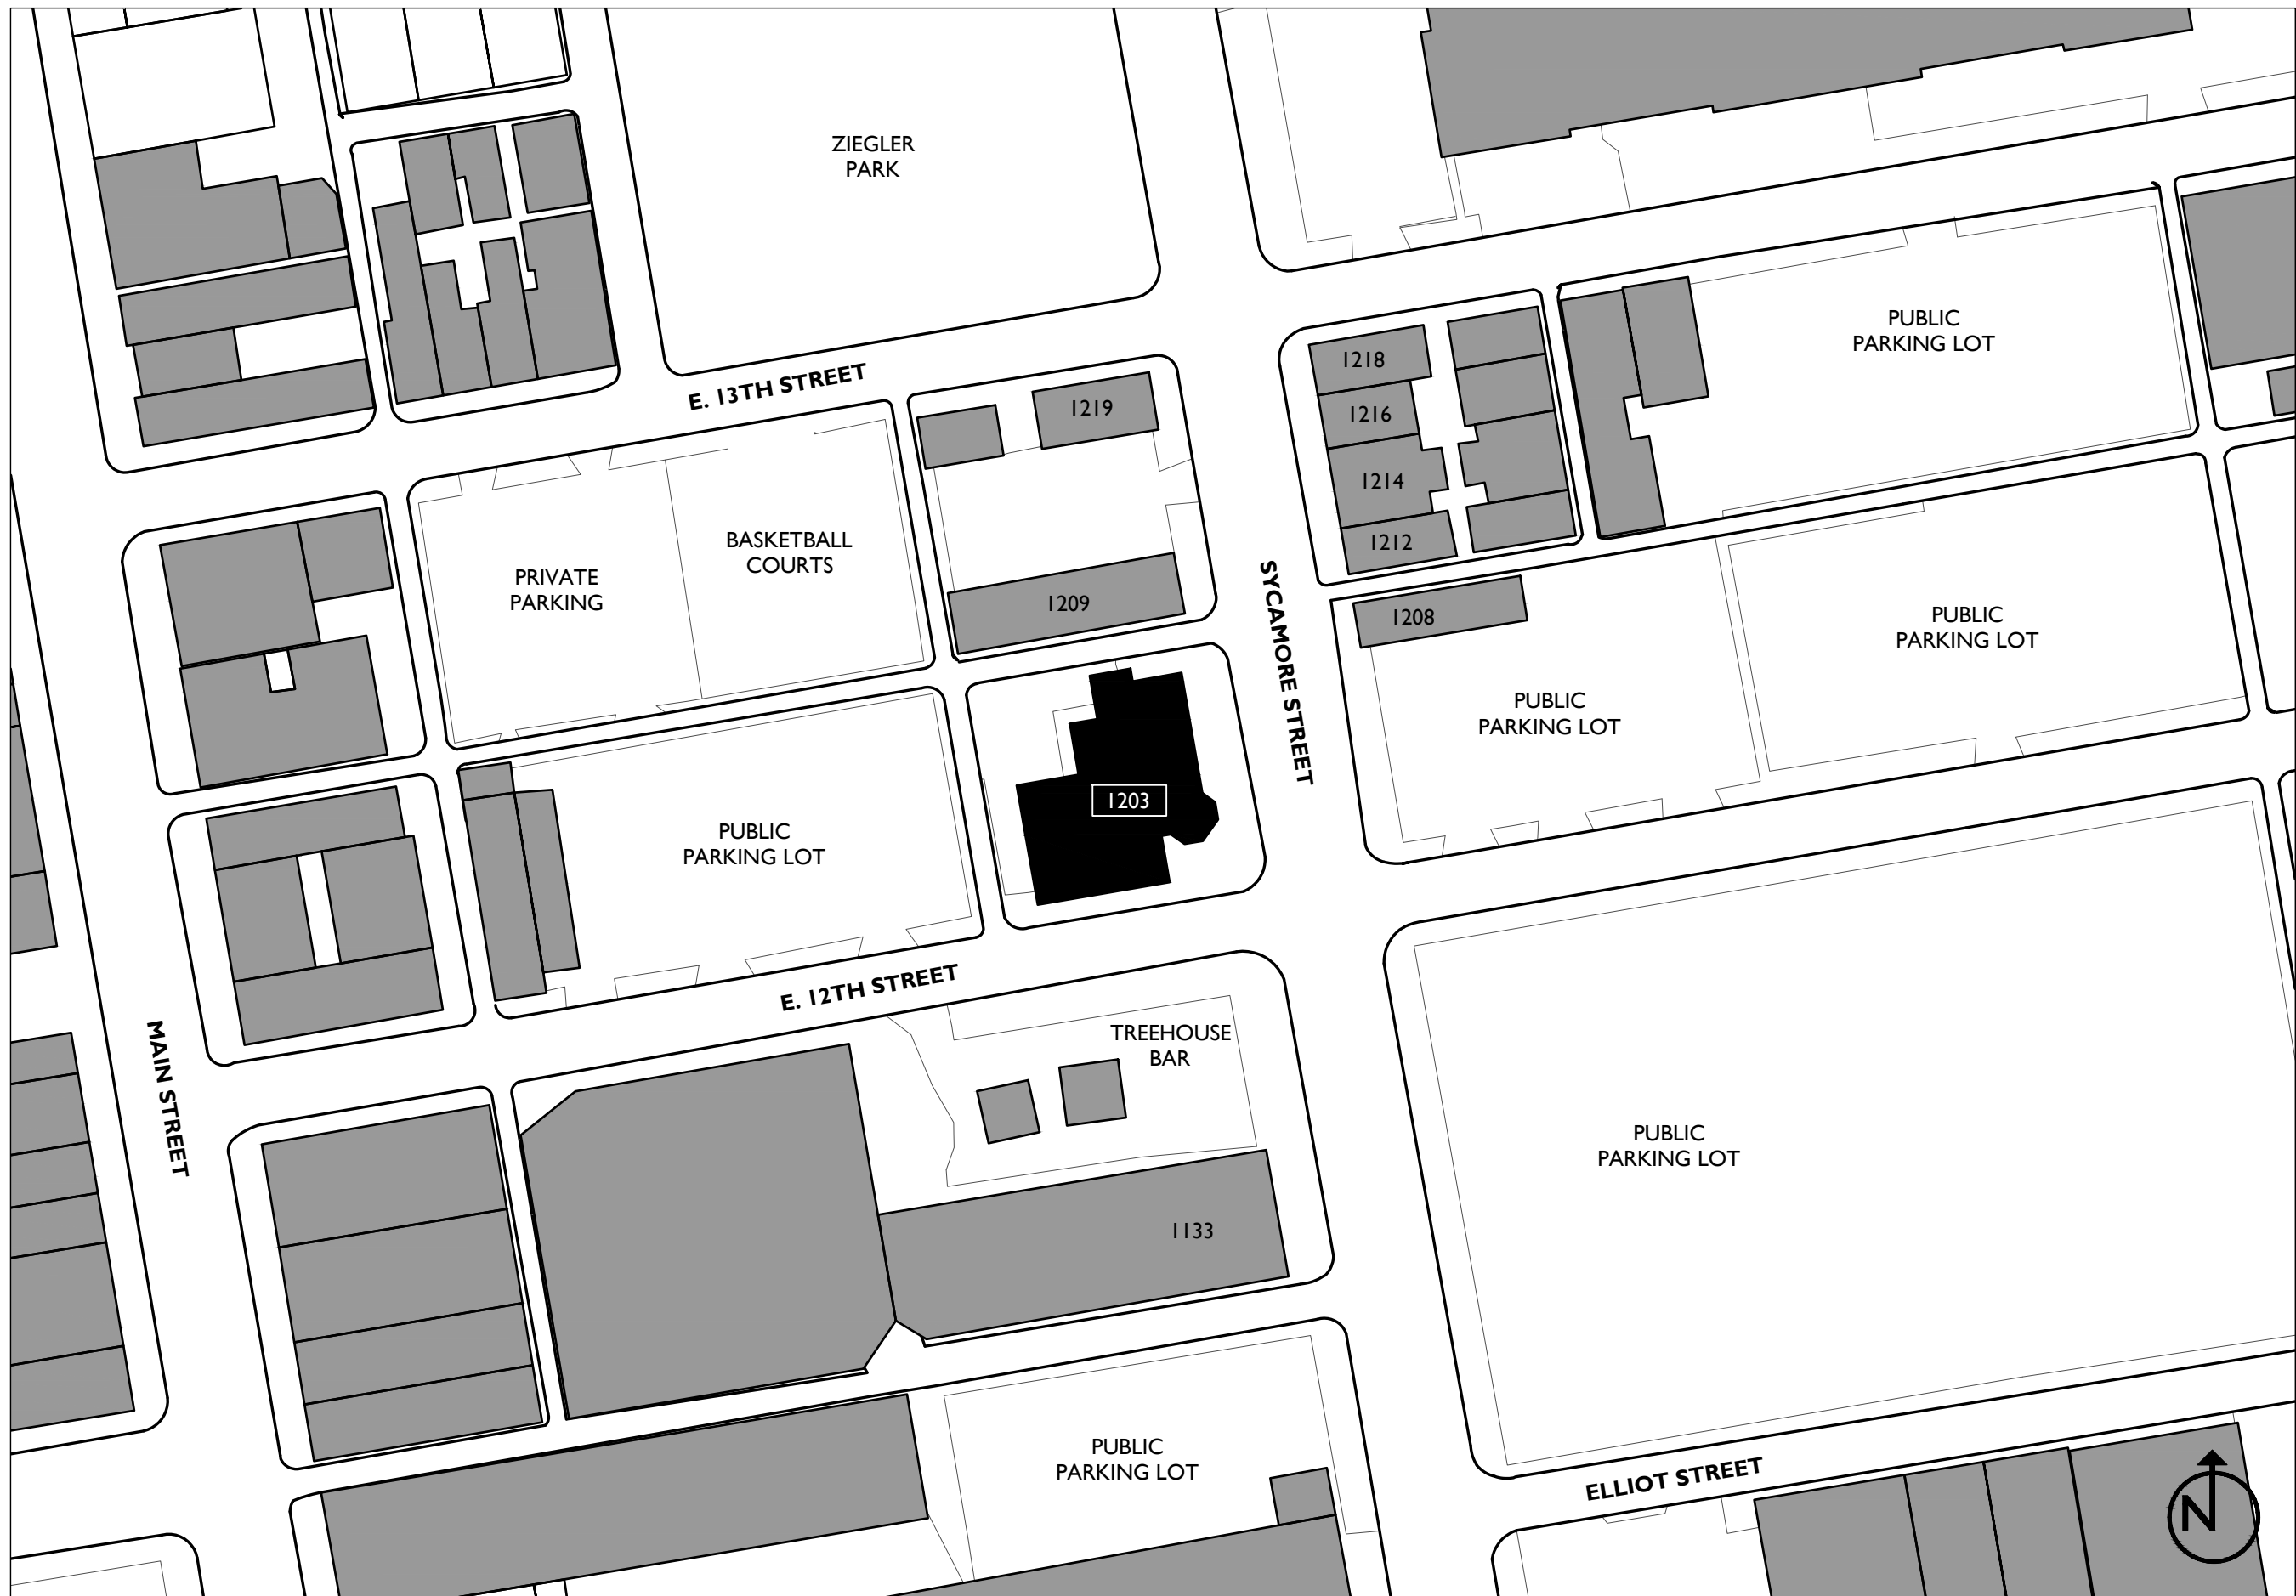 ZIEGLER
PARK
PUBLIC
PARKING LOT
E. 13TH STREET
1218
1219
1216
1214
1212
BASKETBALL
COURTS
PRIVATE
PARKING
1209
1208
PUBLIC
PARKING LOT
SYCAMORE STREET
PUBLIC
PARKING LOT
1203
PUBLIC
PARKING LOT
E. 12TH STREET
TREEHOUSE
BAR
MAIN STREET
PUBLIC
PARKING LOT
1133
PUBLIC
PARKING LOT
ELLIOT STREET
N